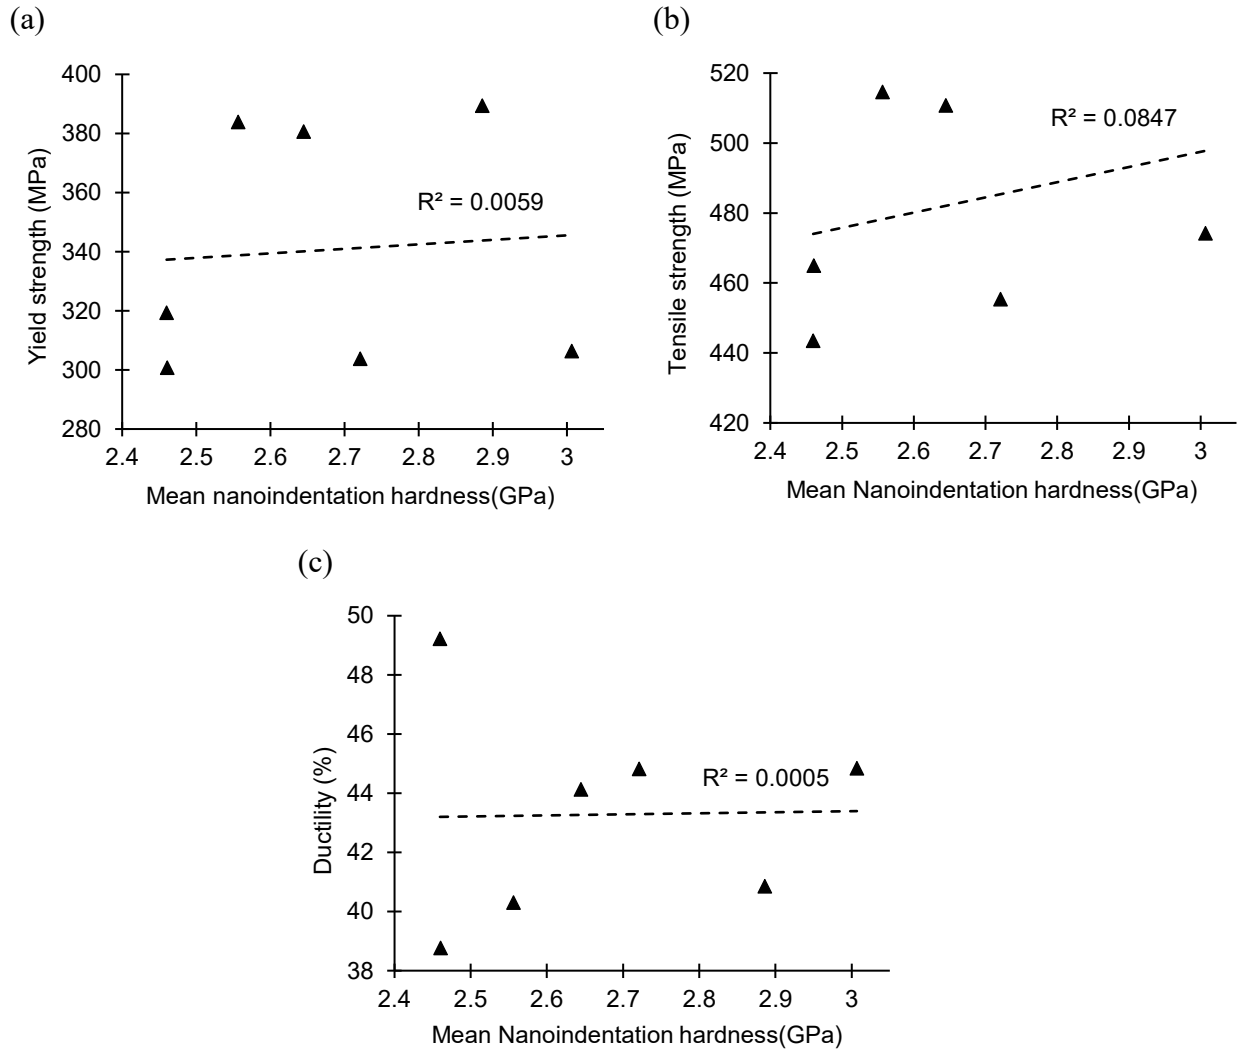 (a)
400
380
360
340
320
300
280
Yield strength (MPa)
R² = 0.0059
2.4 2.5 2.6 2.7 2.8 2.9 3
Mean nanoindentation hardness(GPa)
(b)
520
500
480
460
440
420
Tensile strength (MPa)
R² = 0.0847
2.4 2.5 2.6 2.7 2.8 2.9 3
Mean Nanoindentation hardness(GPa)
(c)
50
48
46
44
42
40
38
Ductility (%)
R² = 0.0005
2.4 2.5 2.6 2.7 2.8 2.9 3
Mean Nanoindentation hardness(GPa)